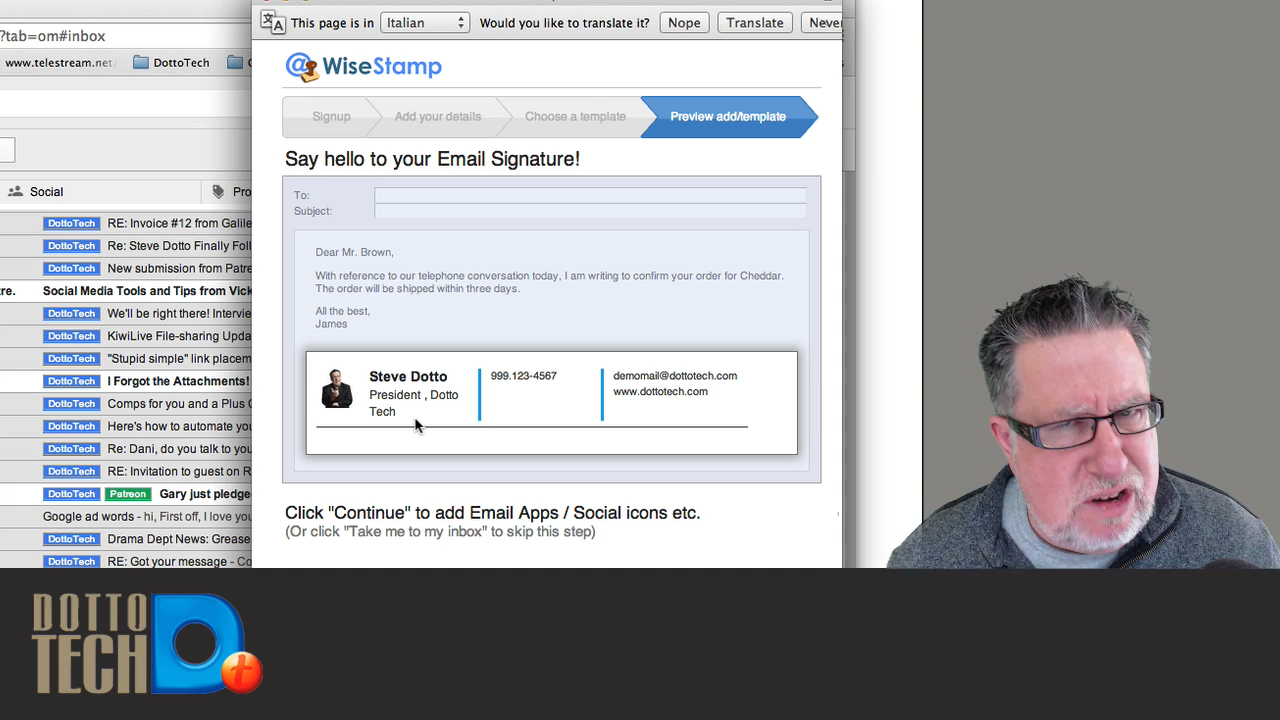 This page is in Italian Would you like to translate it? Nope Translate Never
?tab=om#inbox
www.telestream.net/ DottoTech
@ WiseStamp
Signup Add your details Choose a template Preview add/template
Say hello to your Email Signature!
To:
Subject:
Dear Mr. Brown,
With reference to our telephone conversation today, I am writing to confirm your order for Cheddar.
The order will be shipped within three days.
All the best,
James
Steve Dotto
President , Dotto
Tech
999.123-4567
demomail@dottotech.com
www.dottotech.com
Click "Continue" to add Email Apps / Social icons etc.
(Or click "Take me to my inbox" to skip this step)
Social Pro
DottoTech RE: Invoice #12 from Galile
DottoTech Re: Steve Dotto Finally Foll
DottoTech New submission from Patre
tre. Social Media Tools and Tips from Vick
DottoTech We'll be right there! Intervie
DottoTech KiwiLive File-sharing Upda
DottoTech "Stupid simple" link placem
DottoTech I Forgot the Attachments!
DottoTech Comps for you and a Plus C
DottoTech Here's how to automate you
DottoTech Re: Dani, do you talk to you
DottoTech RE: Invitation to guest on R
DottoTech Patreon Gary just pledge
Google ad words - hi, First off, I love you
DottoTech Drama Dept News: Grease
DottoTech RE: Got your message - Co
DOTTO
TECH